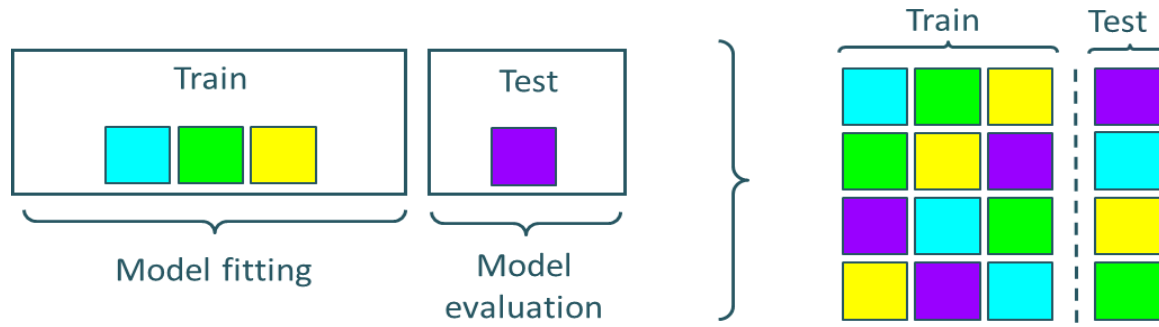 Train
Test
Model fitting
Model
evaluation
Train
Test